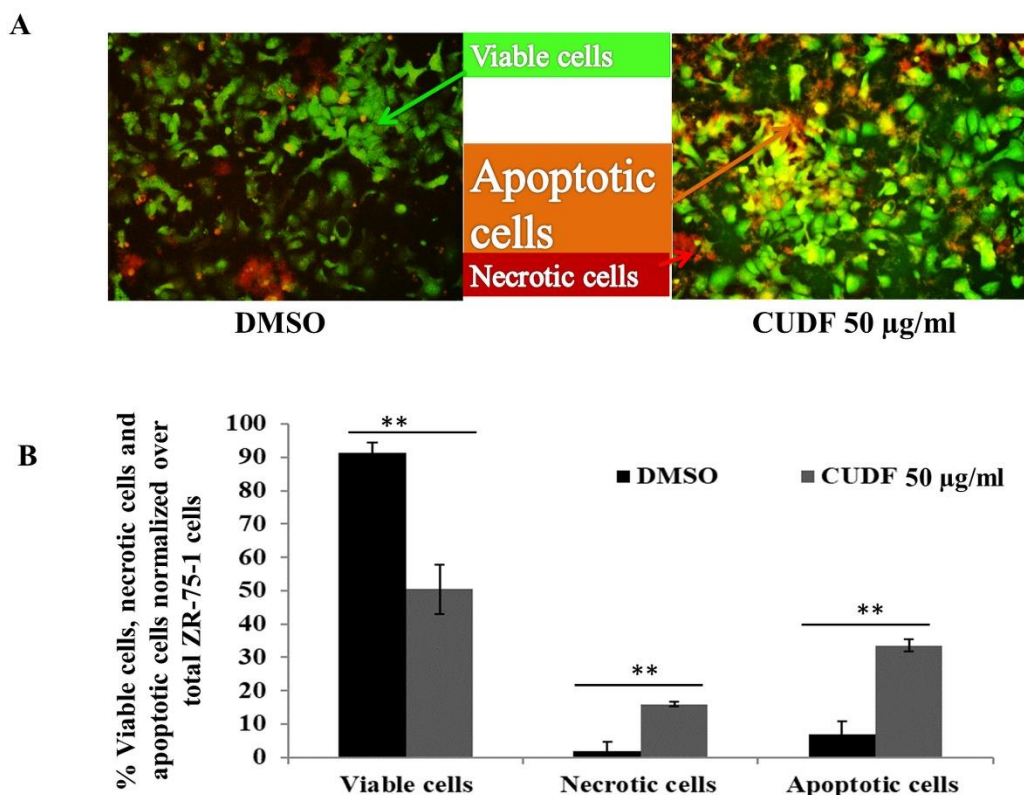 A
Viable cells
Apoptotic
cells
Necrotic cells
DMSO
CUDF 50 μg/ml
B
% Viable cells, necrotic cells and
apoptotic cells normalized over
total ZR-75-1 cells
100
90
80
70
60
50
40
30
20
10
0
**
**
**
DMSO
CUDF 50 μg/ml
Viable cells
Necrotic cells
Apoptotic cells